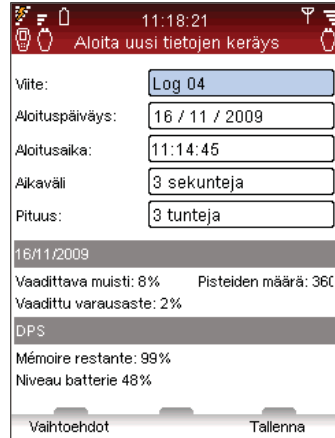 11:18:21
Aloita uusi tietojen keräys
Viite: Log 04
Aloituspäiväys: 16 / 11 / 2009
Aloitusaika: 11:14:45
Aikaväli 3 sekunteja
Pituus: 3 tunteja
16/11/2009
Vaadittava muisti: 8% Pisteiden määrä: 360
Vaadittu varausaste: 2%
DPS
Mémoire restante: 99%
Niveau batterie 48%
Vaihtoehdot Tallenna